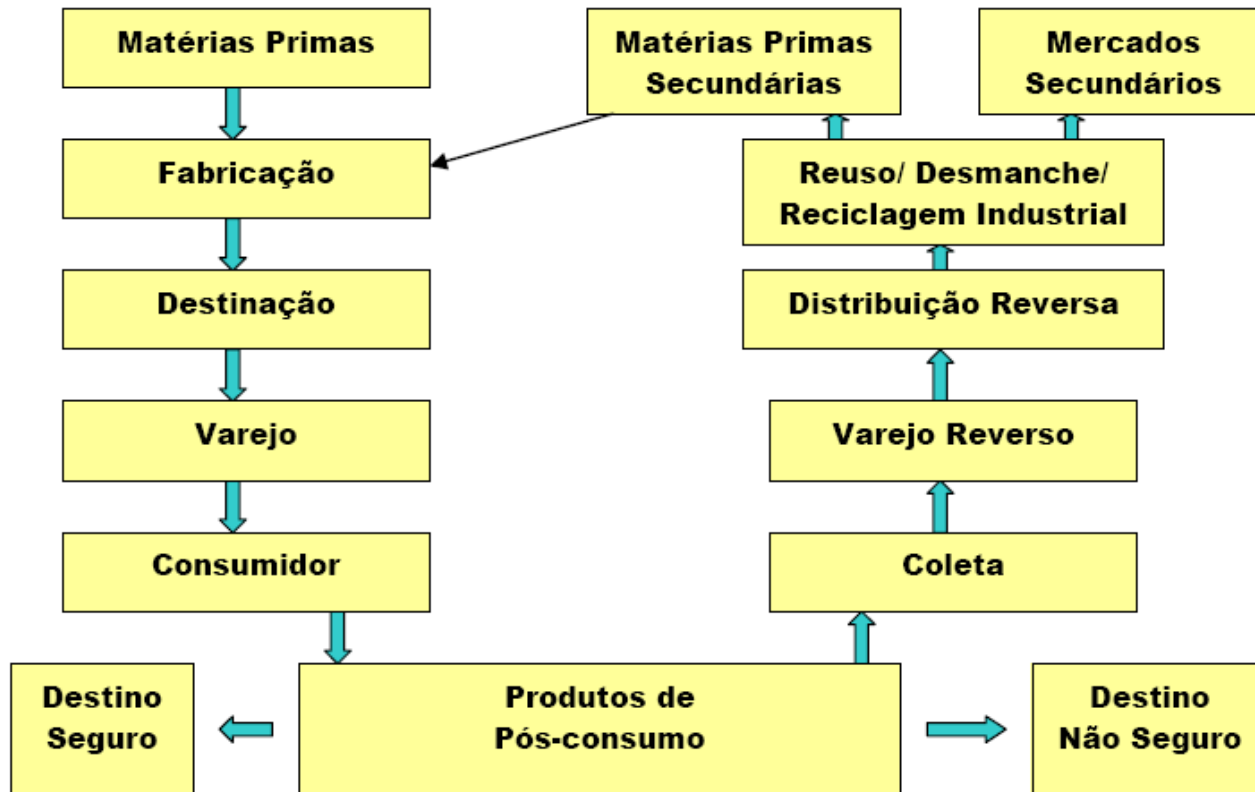 Matérias Primas
Matérias Primas
Secundárias
Mercados
Secundários
Fabricação
Reuso/ Desmanche/
Reciclagem Industrial
Destinação
Distribuição Reversa
Varejo
Varejo Reverso
Consumidor
Coleta
Destino
Seguro
Produtos de
Pós-consumo
Destino
Não Seguro